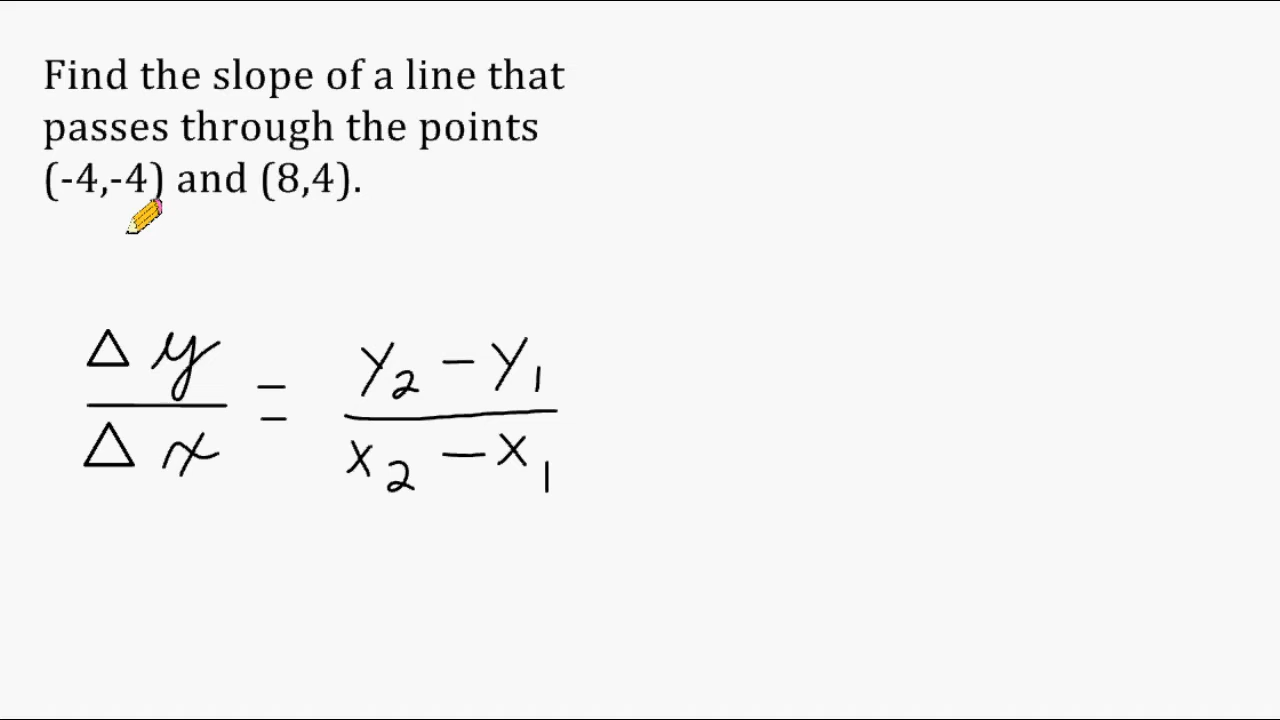 Find the slope of a line that
passes through the points
(-4,-4) and (8,4).
Δy/Δx = (y₂ - y₁)/(x₂ - x₁)